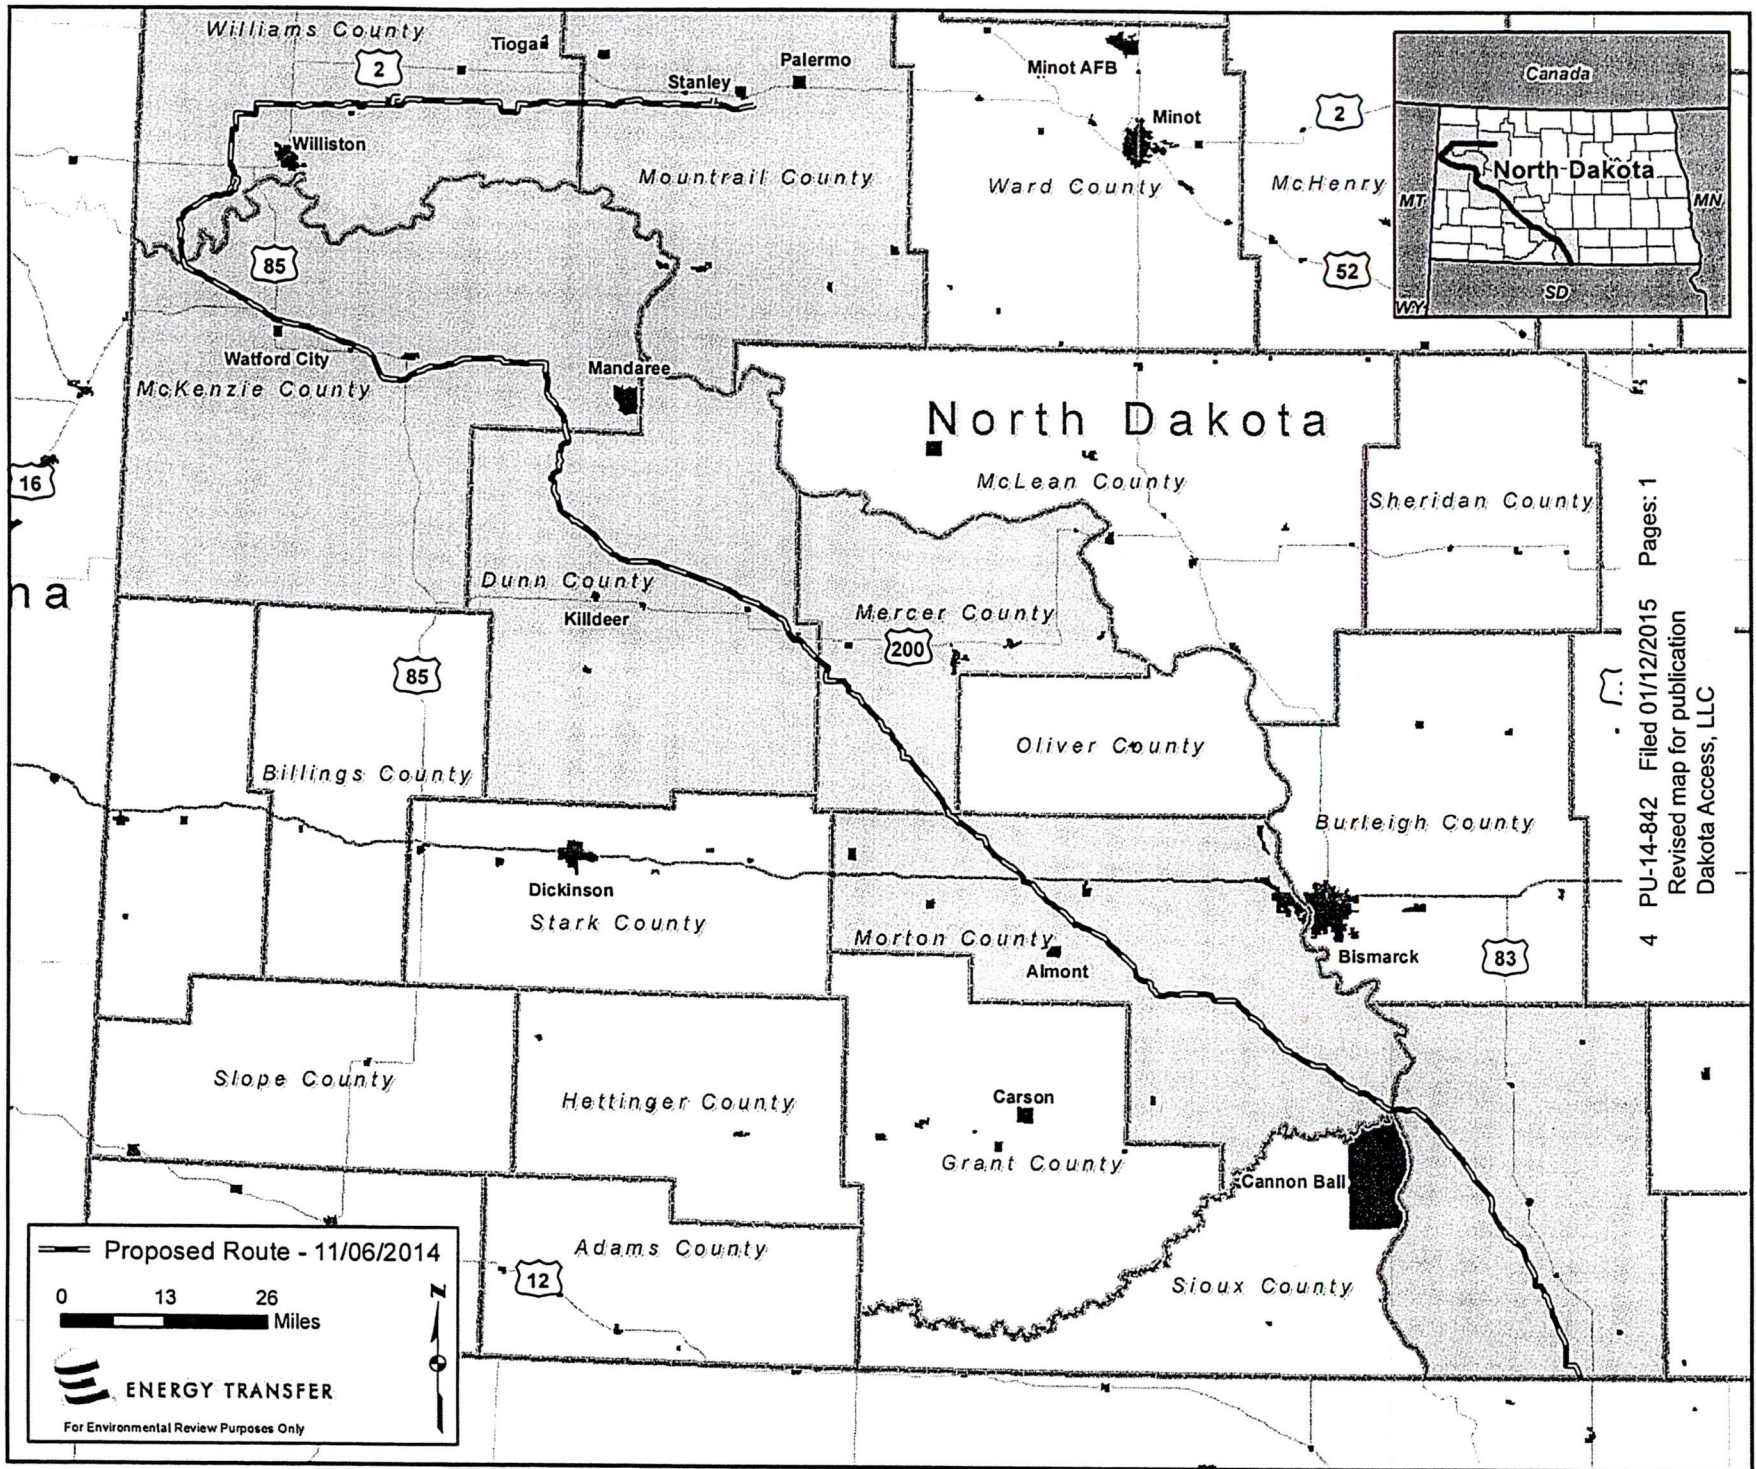 Williams County
2
Tioga
Stanley
Palermo
Minot AFB
Minot
2
Canada
North Dakota
MT
MN
WY
SD
Williston
Mountrail County
Ward County
McHenry
85
52
Watford City
McKenzie County
Mandaree
North Dakota
16
McLean County
Sheridan County
na
Dunn County
Killdeer
Mercer County
200
85
Oliver County
Billings County
Burleigh County
Dickinson
Stark County
Morton County
Almont
Bismarck
83
Slope County
Hettinger County
Carson
Grant County
Cannon Ball
Adams County
12
Sioux County
Proposed Route - 11/06/2014
0 13 26
Miles
N
ENERGY TRANSFER
For Environmental Review Purposes Only
4 PU-14-842 Filed 01/12/2015 Pages: 1
Revised map for publication
Dakota Access, LLC